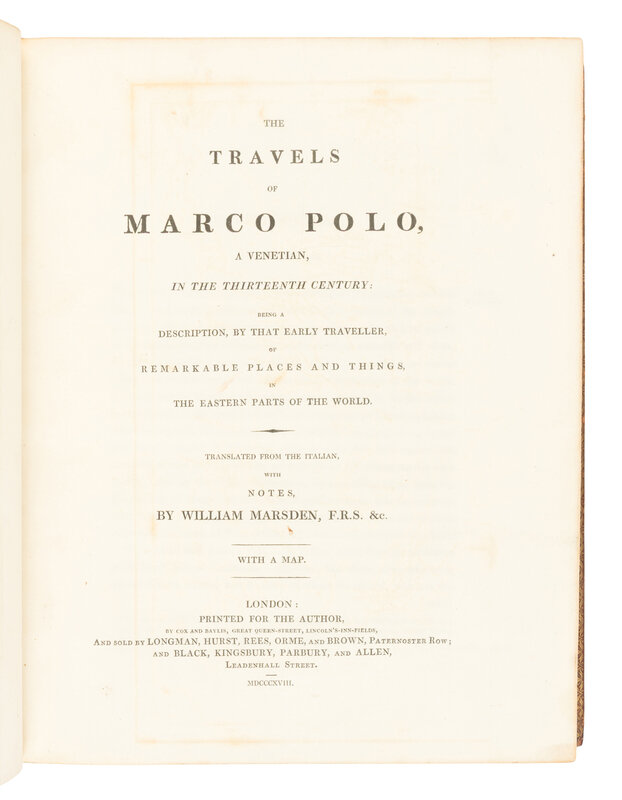 THE
TRAVELS
OF
MARCO POLO,
A VENETIAN,
IN THE THIRTEENTH CENTURY:
BEING A
DESCRIPTION, BY THAT EARLY TRAVELLER,
OF
REMARKABLE PLACES AND THINGS,
IN
THE EASTERN PARTS OF THE WORLD.
TRANSLATED FROM THE ITALIAN,
WITH
NOTES,
BY WILLIAM MARSDEN, F.R.S. &c.
WITH A MAP.
LONDON:
PRINTED FOR THE AUTHOR,
BY COX AND BAYLIS, GREAT QUEEN-STREET, LINCOLN'S-INN-FIELDS,
AND SOLD BY LONGMAN, HURST, REES, ORME, AND BROWN, PATERNOSTER ROW;
AND BLACK, KINGSBURY, PARBURY, AND ALLEN,
LEADENHALL STREET.
MDCCCXVIII.